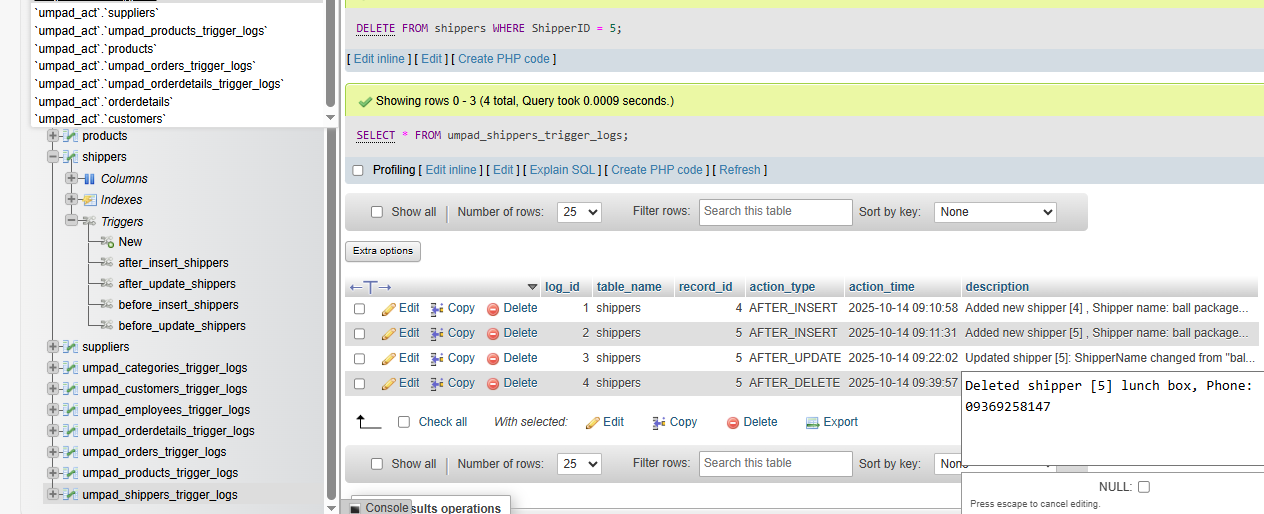 `umpad_act`.`suppliers`
`umpad_act`.`umpad_products_trigger_logs`
`umpad_act`.`products`
`umpad_act`.`umpad_orders_trigger_logs`
`umpad_act`.`umpad_orderdetails_trigger_logs`
`umpad_act`.`orderdetails`
`umpad_act`.`customers`
products
shippers
Columns
Indexes
Triggers
New
after_insert_shippers
after_update_shippers
before_insert_shippers
before_update_shippers
suppliers
umpad_categories_trigger_logs
umpad_customers_trigger_logs
umpad_employees_trigger_logs
umpad_orderdetails_trigger_logs
umpad_orders_trigger_logs
umpad_products_trigger_logs
umpad_shippers_trigger_logs
DELETE FROM shippers WHERE ShipperID = 5;
[ Edit inline ] [ Edit ] [ Create PHP code ]
Showing rows 0 - 3 (4 total, Query took 0.0009 seconds.)
SELECT * FROM umpad_shippers_trigger_logs;
Profiling [ Edit inline ] [ Edit ] [ Explain SQL ] [ Create PHP code ] [ Refresh ]
Show all | Number of rows: 25 Filter rows: Search this table Sort by key: None
Extra options
log_id table_name record_id action_type action_time description
Edit Copy Delete 1 shippers 4 AFTER_INSERT 2025-10-14 09:10:58 Added new shipper [4] , Shipper name: ball package...
Edit Copy Delete 2 shippers 5 AFTER_INSERT 2025-10-14 09:11:31 Added new shipper [5] , Shipper name: ball package...
Edit Copy Delete 3 shippers 5 AFTER_UPDATE 2025-10-14 09:22:02 Updated shipper [5]: ShipperName changed from "bal...
Edit Copy Delete 4 shippers 5 AFTER_DELETE 2025-10-14 09:39:57
Deleted shipper [5] lunch box, Phone:
09369258147
Check all With selected: Edit Copy Delete Export
Show all | Number of rows: 25 Filter rows: Search this table Sort by key: None
NULL:
Press escape to cancel editing.
Console sults operations